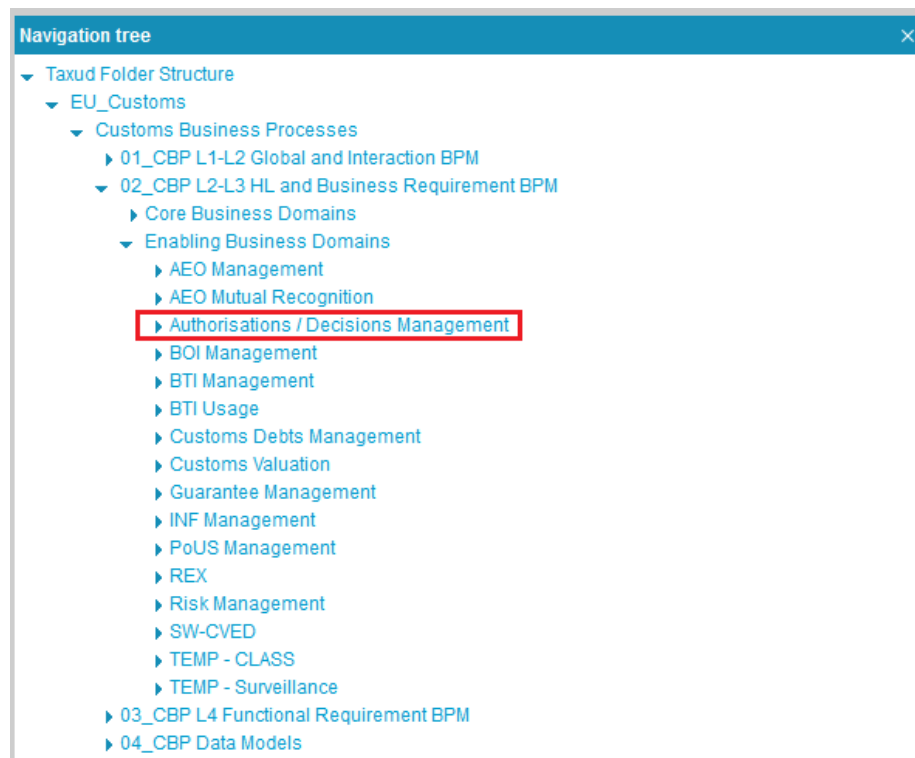 Navigation tree
Taxud Folder Structure
EU_Customs
Customs Business Processes
01_CBP L1-L2 Global and Interaction BPM
02_CBP L2-L3 HL and Business Requirement BPM
Core Business Domains
Enabling Business Domains
AEO Management
AEO Mutual Recognition
Authorisations / Decisions Management
BOI Management
BTI Management
BTI Usage
Customs Debts Management
Customs Valuation
Guarantee Management
INF Management
PoUS Management
REX
Risk Management
SW-CVED
TEMP - CLASS
TEMP - Surveillance
03_CBP L4 Functional Requirement BPM
04_CBP Data Models